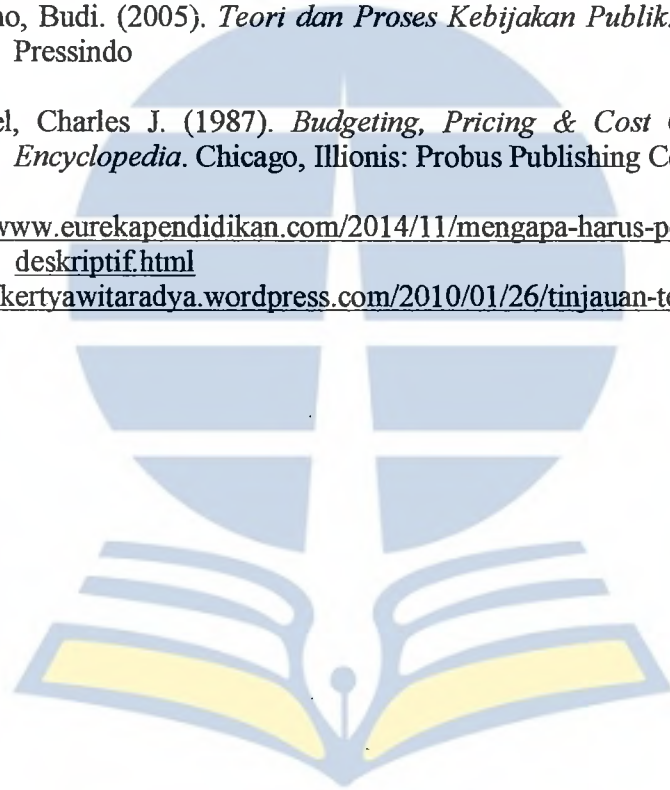 no, Budi. (2005). Teori dan Proses Kebijakan Publik.
Pressindo
el, Charles J. (1987). Budgeting, Pricing & Cost
Encyclopedia. Chicago, Illionis: Probus Publishing
www.eurekapendidikan.com/2014/11/mengapa-harus-p
deskriptif.html
kertyawitaradya.wordpress.com/2010/01/26/tinjauan-te